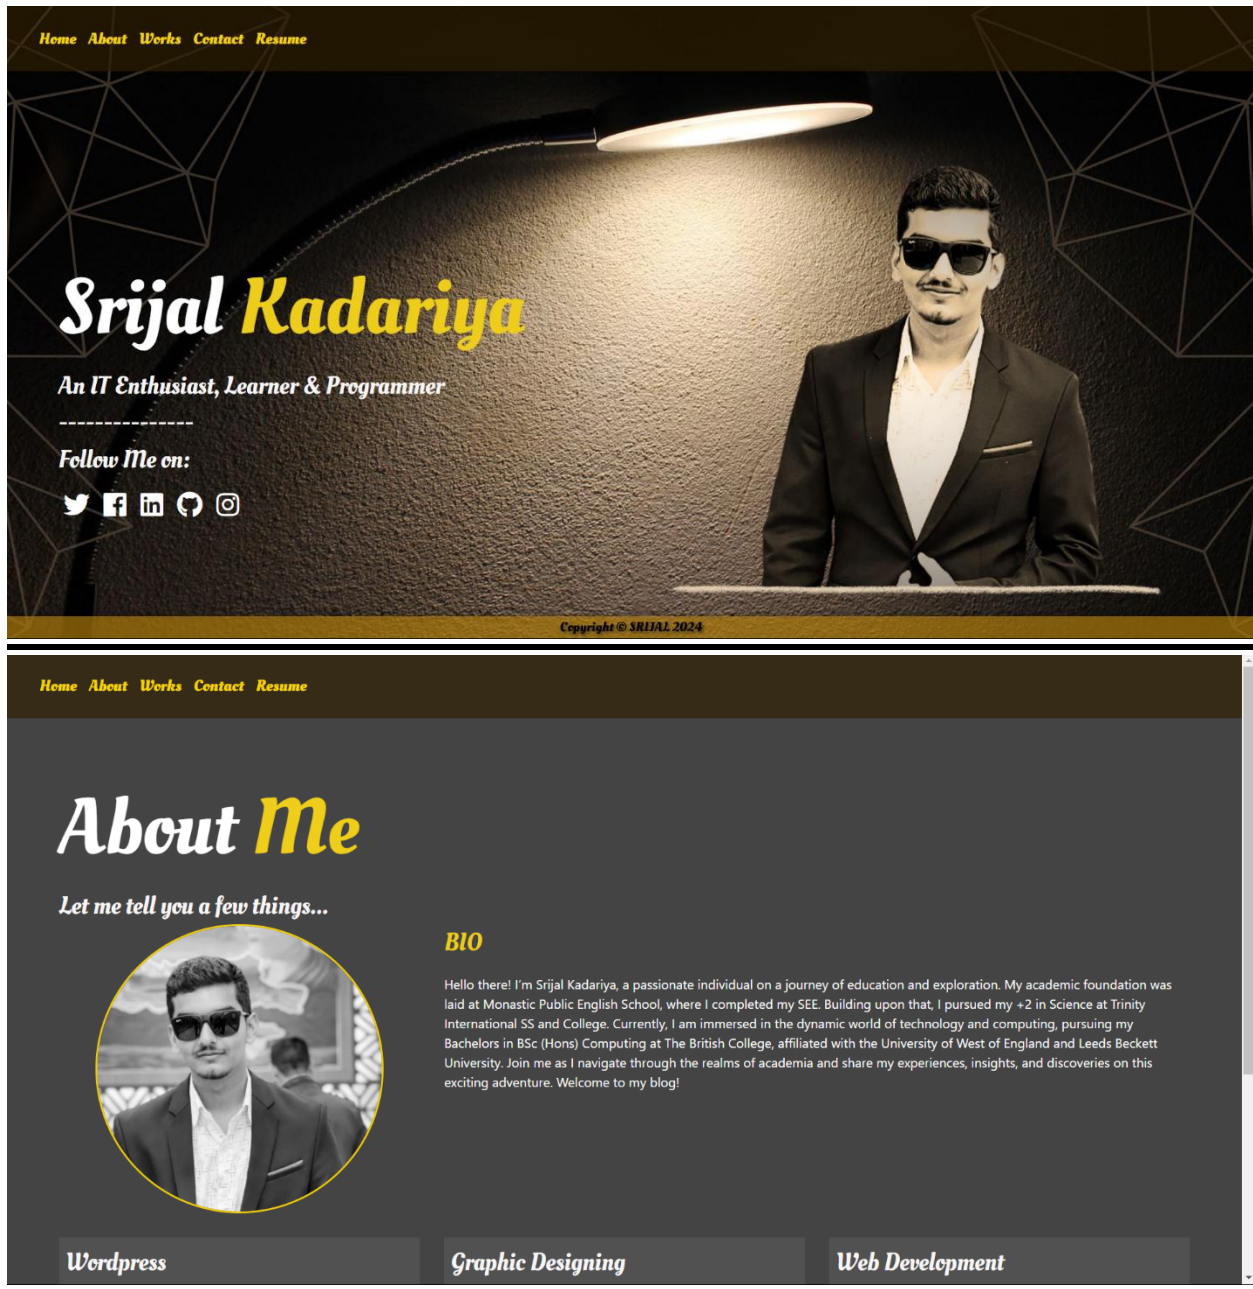 Home About Works Contact Resume
Srijal Kadariya
An IT Enthusiast, Learner & Programmer
---------------
Follow Me on:
Copyright © SRIJAL 2024
Home About Works Contact Resume
About Me
Let me tell you a few things...
BIO
Hello there! I'm Srijal Kadariya, a passionate individual on a journey of education and exploration. My academic foundation was
laid at Monastic Public English School, where I completed my SEE. Building upon that, I pursued my +2 in Science at Trinity
International SS and College. Currently, I am immersed in the dynamic world of technology and computing, pursuing my
Bachelors in BSc (Hons) Computing at The British College, affiliated with the University of West of England and Leeds Beckett
University. Join me as I navigate through the realms of academia and share my experiences, insights, and discoveries on this
exciting adventure. Welcome to my blog!
Wordpress
Graphic Designing
Web Development